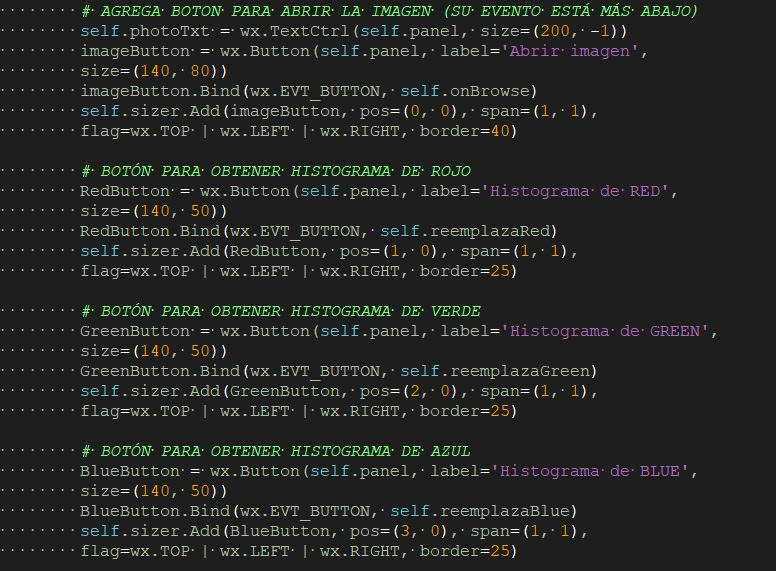 # AGREGA BOTON PARA ABRIR LA IMAGEN (SU EVENTO ESTÁ MÁS ABAJO)
self.photoTxt = wx.TextCtrl(self.panel, size=(200, -1))
imageButton = wx.Button(self.panel, label='Abrir imagen',
size=(140, 80))
imageButton.Bind(wx.EVT_BUTTON, self.onBrowse)
self.sizer.Add(imageButton, pos=(0, 0), span=(1, 1),
flag=wx.TOP | wx.LEFT | wx.RIGHT, border=40)
# BOTÓN PARA OBTENER HISTOGRAMA DE ROJO
RedButton = wx.Button(self.panel, label='Histograma de RED',
size=(140, 50))
RedButton.Bind(wx.EVT_BUTTON, self.reemplazaRed)
self.sizer.Add(RedButton, pos=(1, 0), span=(1, 1),
flag=wx.TOP | wx.LEFT | wx.RIGHT, border=25)
# BOTÓN PARA OBTENER HISTOGRAMA DE VERDE
GreenButton = wx.Button(self.panel, label='Histograma de GREEN',
size=(140, 50))
GreenButton.Bind(wx.EVT_BUTTON, self.reemplazaGreen)
self.sizer.Add(GreenButton, pos=(2, 0), span=(1, 1),
flag=wx.TOP | wx.LEFT | wx.RIGHT, border=25)
# BOTÓN PARA OBTENER HISTOGRAMA DE AZUL
BlueButton = wx.Button(self.panel, label='Histograma de BLUE',
size=(140, 50))
BlueButton.Bind(wx.EVT_BUTTON, self.reemplazaBlue)
self.sizer.Add(BlueButton, pos=(3, 0), span=(1, 1),
flag=wx.TOP | wx.LEFT | wx.RIGHT, border=25)